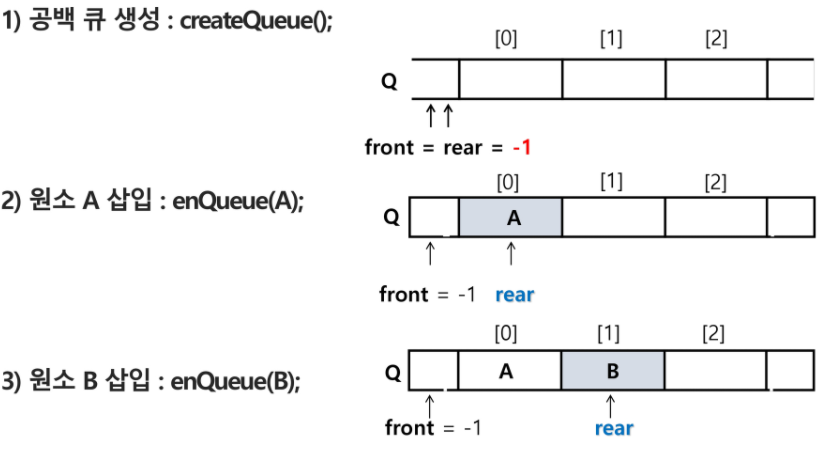 1) 공백 큐 생성 : createQueue();
[0] [1] [2]
Q
front = rear = -1
2) 원소 A 삽입 : enQueue(A);
[0] [1] [2]
Q A
front = -1 rear
3) 원소 B 삽입 : enQueue(B);
[0] [1] [2]
Q A B
front = -1 rear